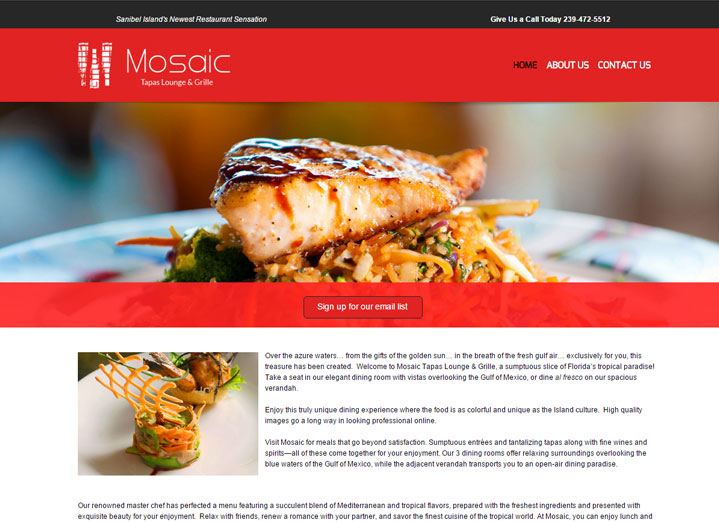 Sanibel Island's Newest Restaurant Sensation
Give Us a Call Today 239-472-5512
Mosaic
Tapas Lounge & Grille
HOME ABOUT US CONTACT US
Sign up for our email list
Over the azure waters… from the gifts of the golden sun… in the breath of the fresh gulf air… exclusively for you, this
treasure has been created.  Welcome to Mosaic Tapas Lounge & Grille, a sumptuous slice of Florida's tropical paradise!
Take a seat in our elegant dining room with vistas overlooking the Gulf of Mexico, or dine al fresco on our spacious
verandah.
Enjoy this truly unique dining experience where the food is as colorful and unique as the Island culture.  High quality
images go a long way in looking professional online.
Visit Mosaic for meals that go beyond satisfaction. Sumptuous entrées and tantalizing tapas along with fine wines and
spirits—all of these come together for your enjoyment. Our 3 dining rooms offer relaxing surroundings overlooking the
blue waters of the Gulf of Mexico, while the adjacent verandah transports you to an open-air dining paradise.
Our renowned master chef has perfected a menu featuring a succulent blend of Mediterranean and tropical flavors, prepared with the freshest ingredients and presented with
exquisite beauty for your enjoyment.  Relax with friends, renew a romance with your partner, and savor the finest cuisine of the tropical world. At Mosaic, you can enjoy lunch and